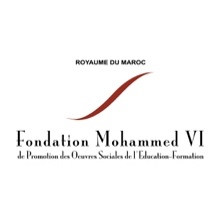 ROYAUME DU MAROC
Fondation Mohammed VI
de Promotion des Oeuvres Sociales de l'Education-Formation